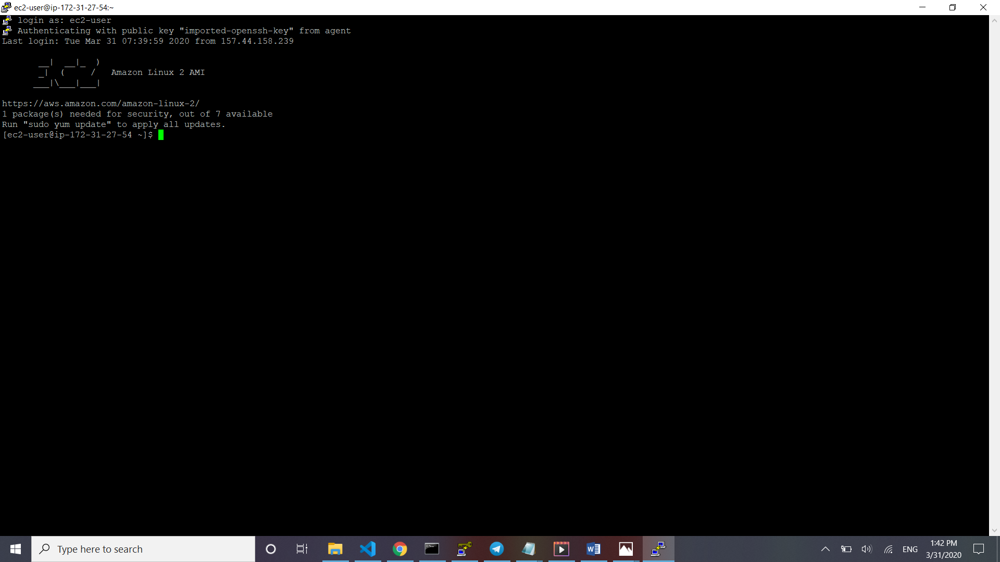 ec2-user@ip-172-31-27-54:~
login as: ec2-user
Authenticating with public key "imported-openssh-key" from agent
Last login: Tue Mar 31 07:39:59 2020 from 157.44.158.239
__|  __|_  )
_|  (     /   Amazon Linux 2 AMI
___|\___|___|
https://aws.amazon.com/amazon-linux-2/
1 package(s) needed for security, out of 7 available
Run "sudo yum update" to apply all updates.
[ec2-user@ip-172-31-27-54 ~]$
Type here to search
ENG
1:42 PM
3/31/2020